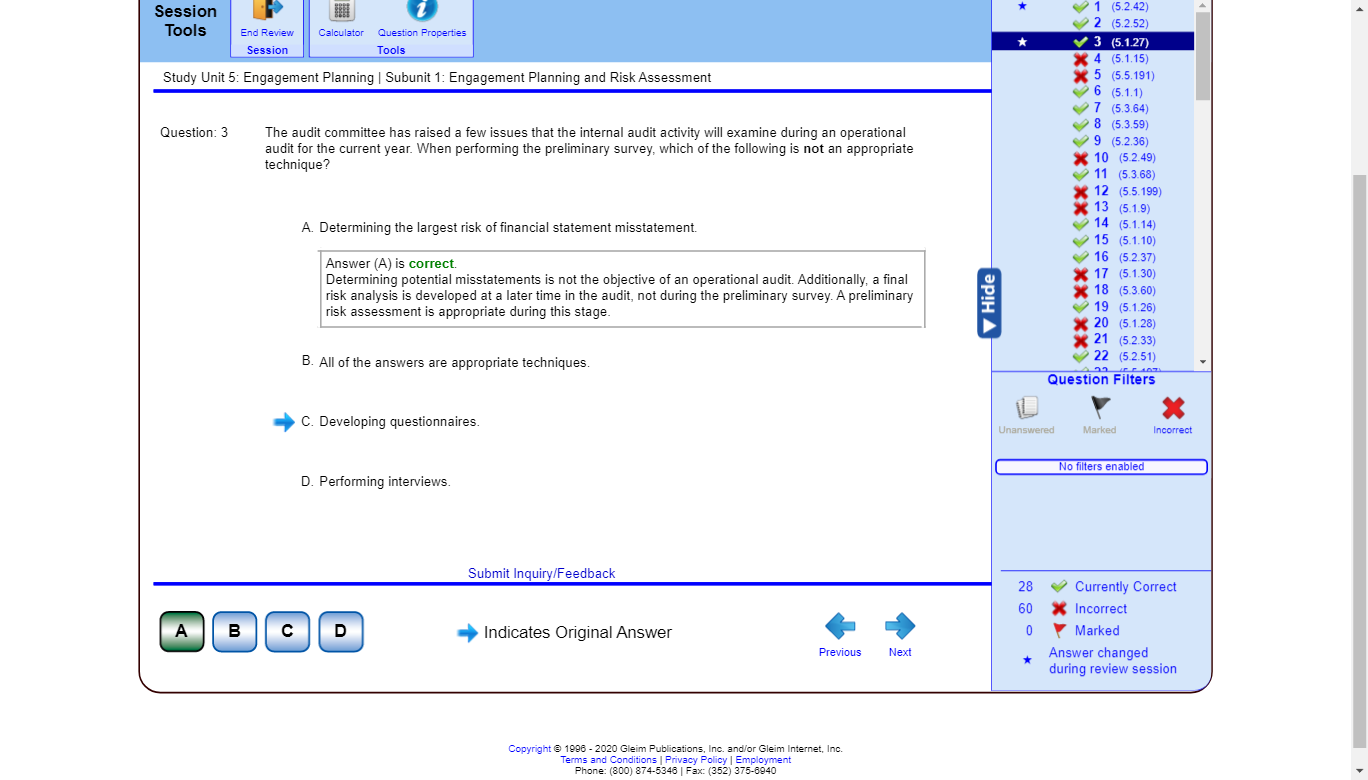 Session
Tools
End Review
Session
Calculator
Question Properties
Tools
Study Unit 5: Engagement Planning | Subunit 1: Engagement Planning and Risk Assessment
Question: 3
The audit committee has raised a few issues that the internal audit activity will examine during an operational
audit for the current year. When performing the preliminary survey, which of the following is not an appropriate
technique?
A. Determining the largest risk of financial statement misstatement.
Answer (A) is correct.
Determining potential misstatements is not the objective of an operational audit. Additionally, a final
risk analysis is developed at a later time in the audit, not during the preliminary survey. A preliminary
risk assessment is appropriate during this stage.
B. All of the answers are appropriate techniques.
C. Developing questionnaires.
D. Performing interviews.
Submit Inquiry/Feedback
A B C D
Indicates Original Answer
Previous
Next
1 (5.2.42)
2 (5.2.52)
3 (5.1.27)
4 (5.1.15)
5 (5.5.191)
6 (5.1.1)
7 (5.3.64)
8 (5.3.59)
9 (5.2.36)
10 (5.2.49)
11 (5.3.68)
12 (5.5.199)
13 (5.1.9)
14 (5.1.14)
15 (5.1.10)
16 (5.2.37)
17 (5.1.30)
18 (5.3.60)
19 (5.1.26)
20 (5.1.28)
21 (5.2.33)
22 (5.2.51)
Hide
Question Filters
Unanswered
Marked
Incorrect
No filters enabled
28 Currently Correct
60 Incorrect
0 Marked
Answer changed
during review session
Copyright © 1996 - 2020 Gleim Publications, Inc. and/or Gleim Internet, Inc.
Terms and Conditions | Privacy Policy | Employment
Phone: (800) 874-5346 | Fax: (352) 375-6940